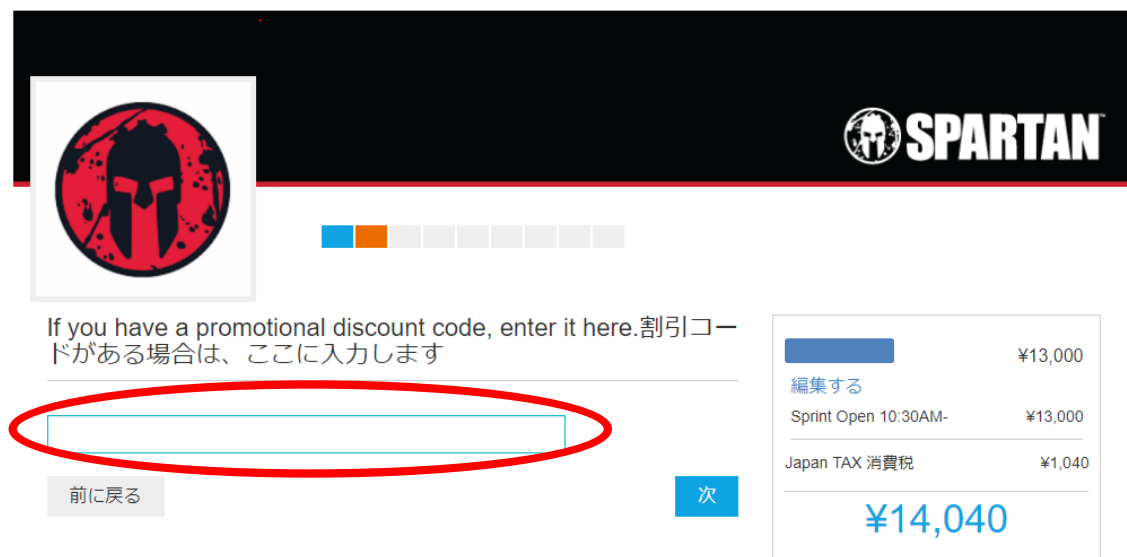 SPARTAN™
If you have a promotional discount code, enter it here.割引コー
ドがある場合は、ここに入力します
前に戻る
次
¥13,000
編集する
Sprint Open 10:30AM- ¥13,000
Japan TAX 消費税 ¥1,040
¥14,040